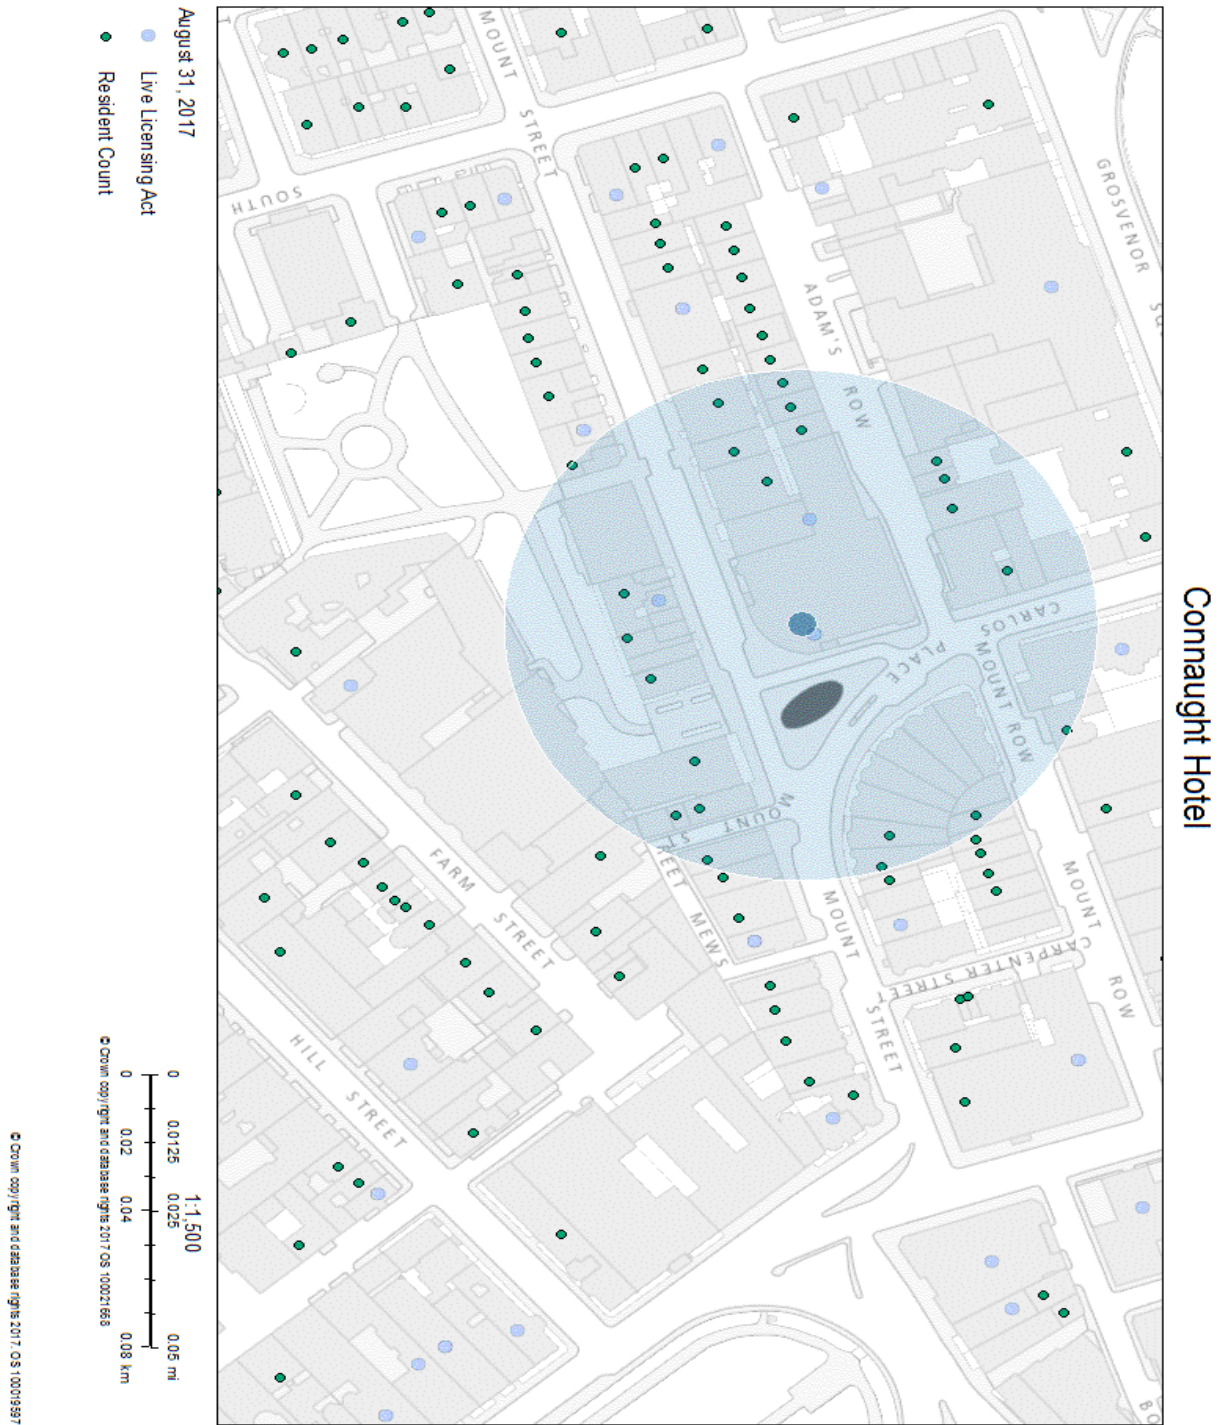 Connaught Hotel
GROSVENOR SQ
ADAM'S ROW
MOUNT STREET
SOUTH
CARLOS PLACE
MOUNT ROW
MOUNT ROW
MOUNT STREET
MOUNT STREET MEWS
CARPENTER STREET
FARM STREET
HILL STREET
August 31, 2017
Live Licensing Act
Resident Count
1:1,500
0 0.0125 0.025 0.05 mi
0 0.02 0.04 0.08 km
© Crown copyright and database rights 2017 OS 100021668
© Crown copyright and database rights 2017. OS 100019597